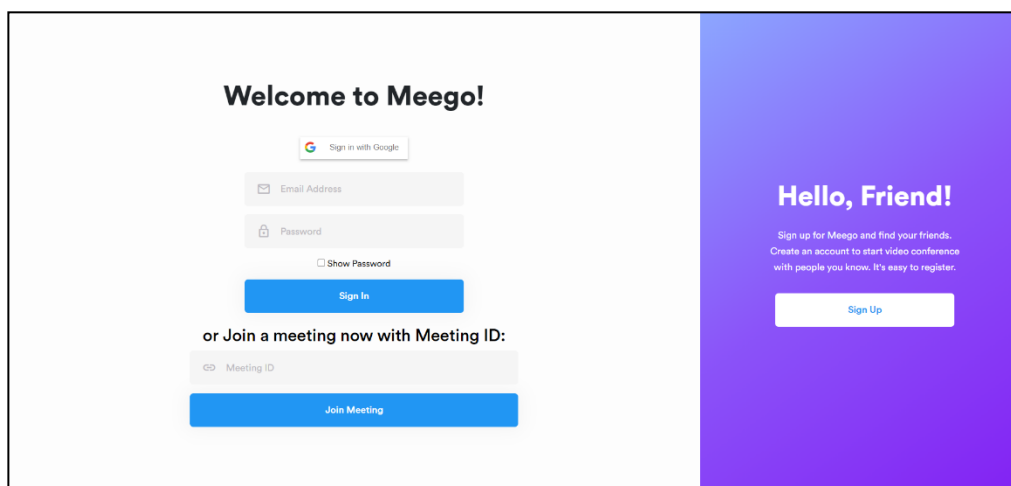 Welcome to Meego!
Sign in with Google
Email Address
Password
Show Password
Sign In
or Join a meeting now with Meeting ID:
Meeting ID
Join Meeting
Hello, Friend!
Sign up for Meego and find your friends.
Create an account to start video conference
with people you know. It's easy to register.
Sign Up